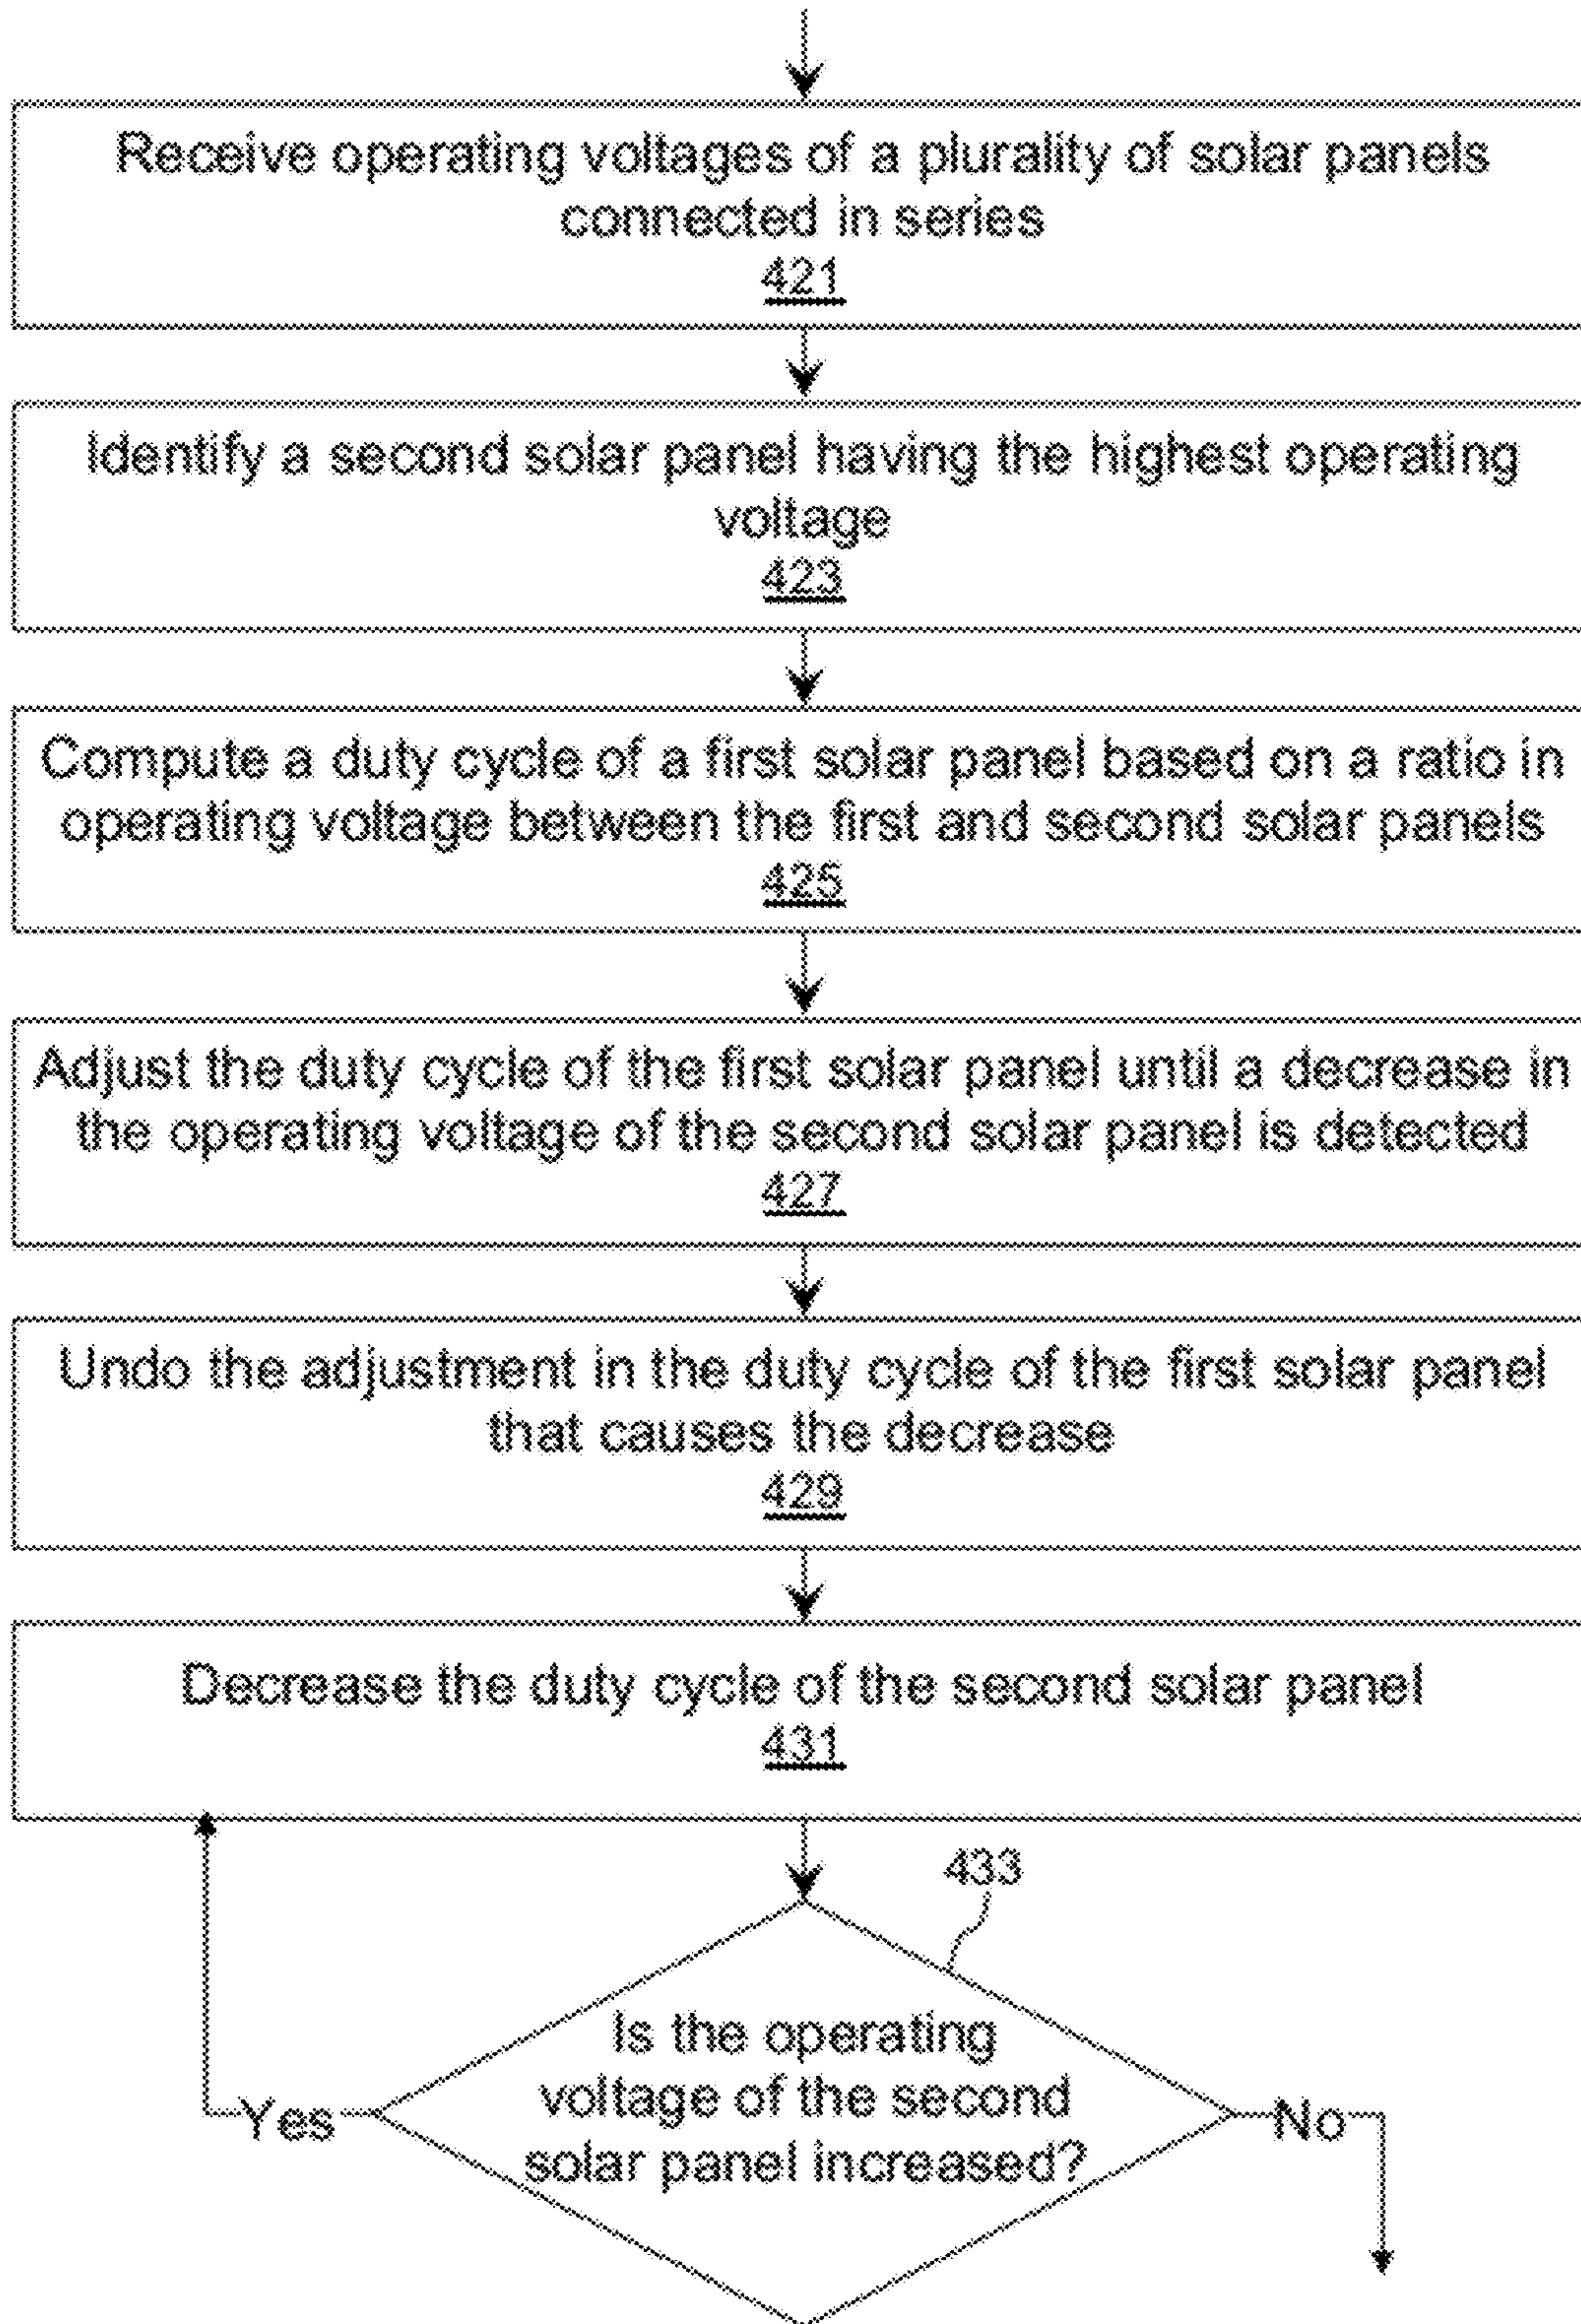 Receive operating voltages of a plurality of solar panels
connected in series
421
Identify a second solar panel having the highest operating
voltage
423
Compute a duty cycle of a first solar panel based on a ratio in
operating voltage between the first and second solar panels
425
Adjust the duty cycle of the first solar panel until a decrease in
the operating voltage of the second solar panel is detected
427
Undo the adjustment in the duty cycle of the first solar panel
that causes the decrease
429
Decrease the duty cycle of the second solar panel
431
433
Is the operating
voltage of the second
solar panel increased?
Yes
No